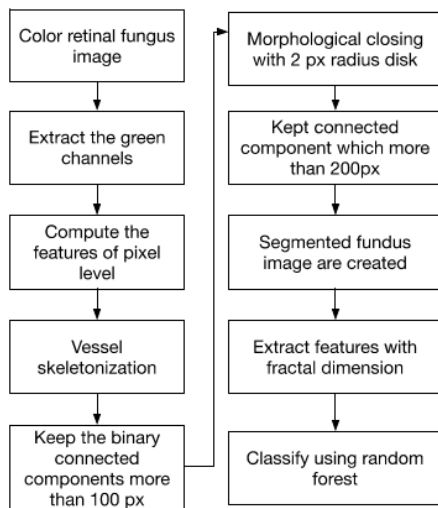 Color retinal fungus
image
Extract the green
channels
Compute the
features of pixel
level
Vessel
skeletonization
Keep the binary
connected
components more
than 100 px
Morphological closing
with 2 px radius disk
Kept connected
component which more
than 200px
Segmented fundus
image are created
Extract features with
fractal dimension
Classify using random
forest